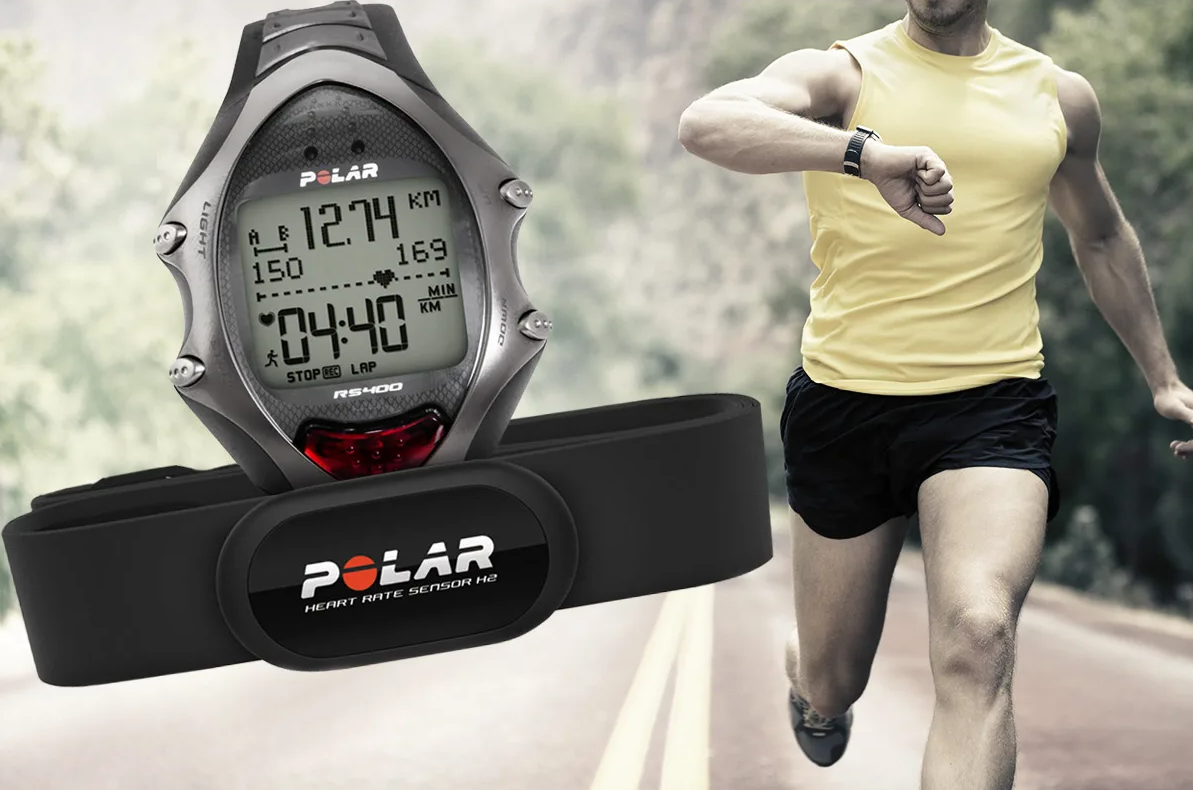 POLAR
LIGHT
12.74 KM
A B
150 169
MIN
KM
04:40
STOP REC LAP
RS400
POLAR
HEART RATE SENSOR H2